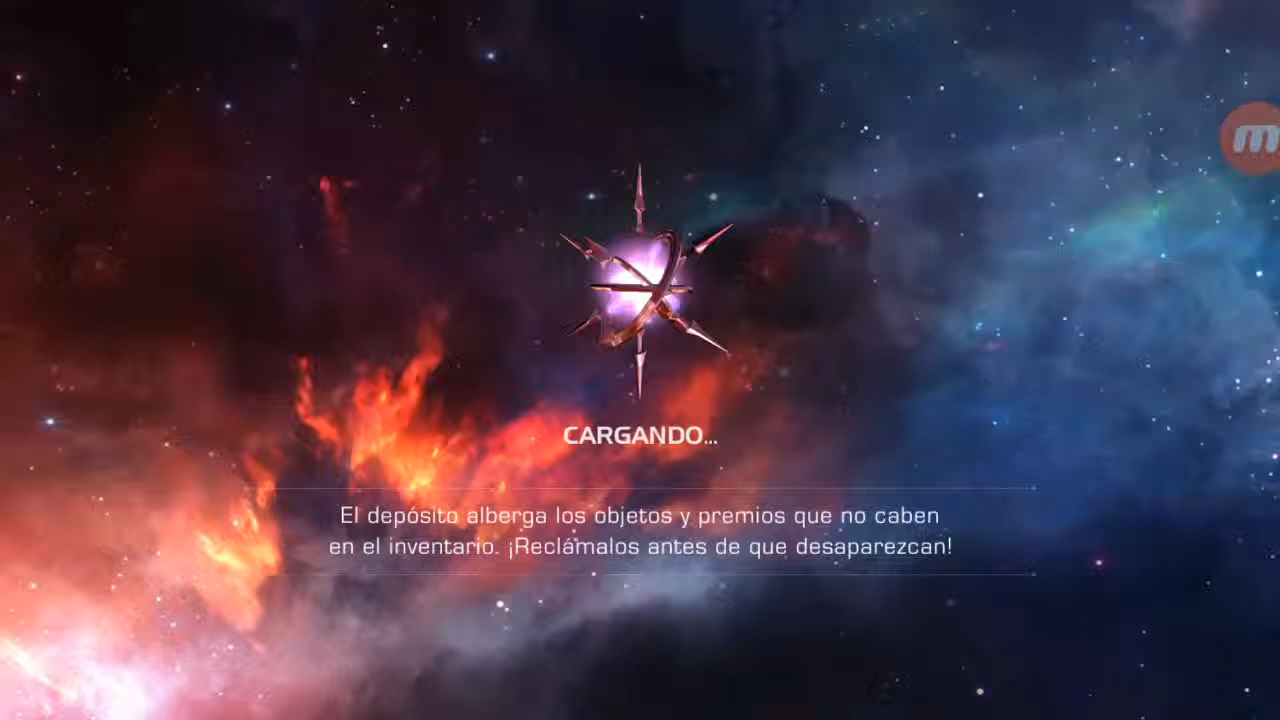 CARGANDO...
El depósito alberga los objetos y premios que no caben
en el inventario. ¡Reclámalos antes de que desaparezcan!